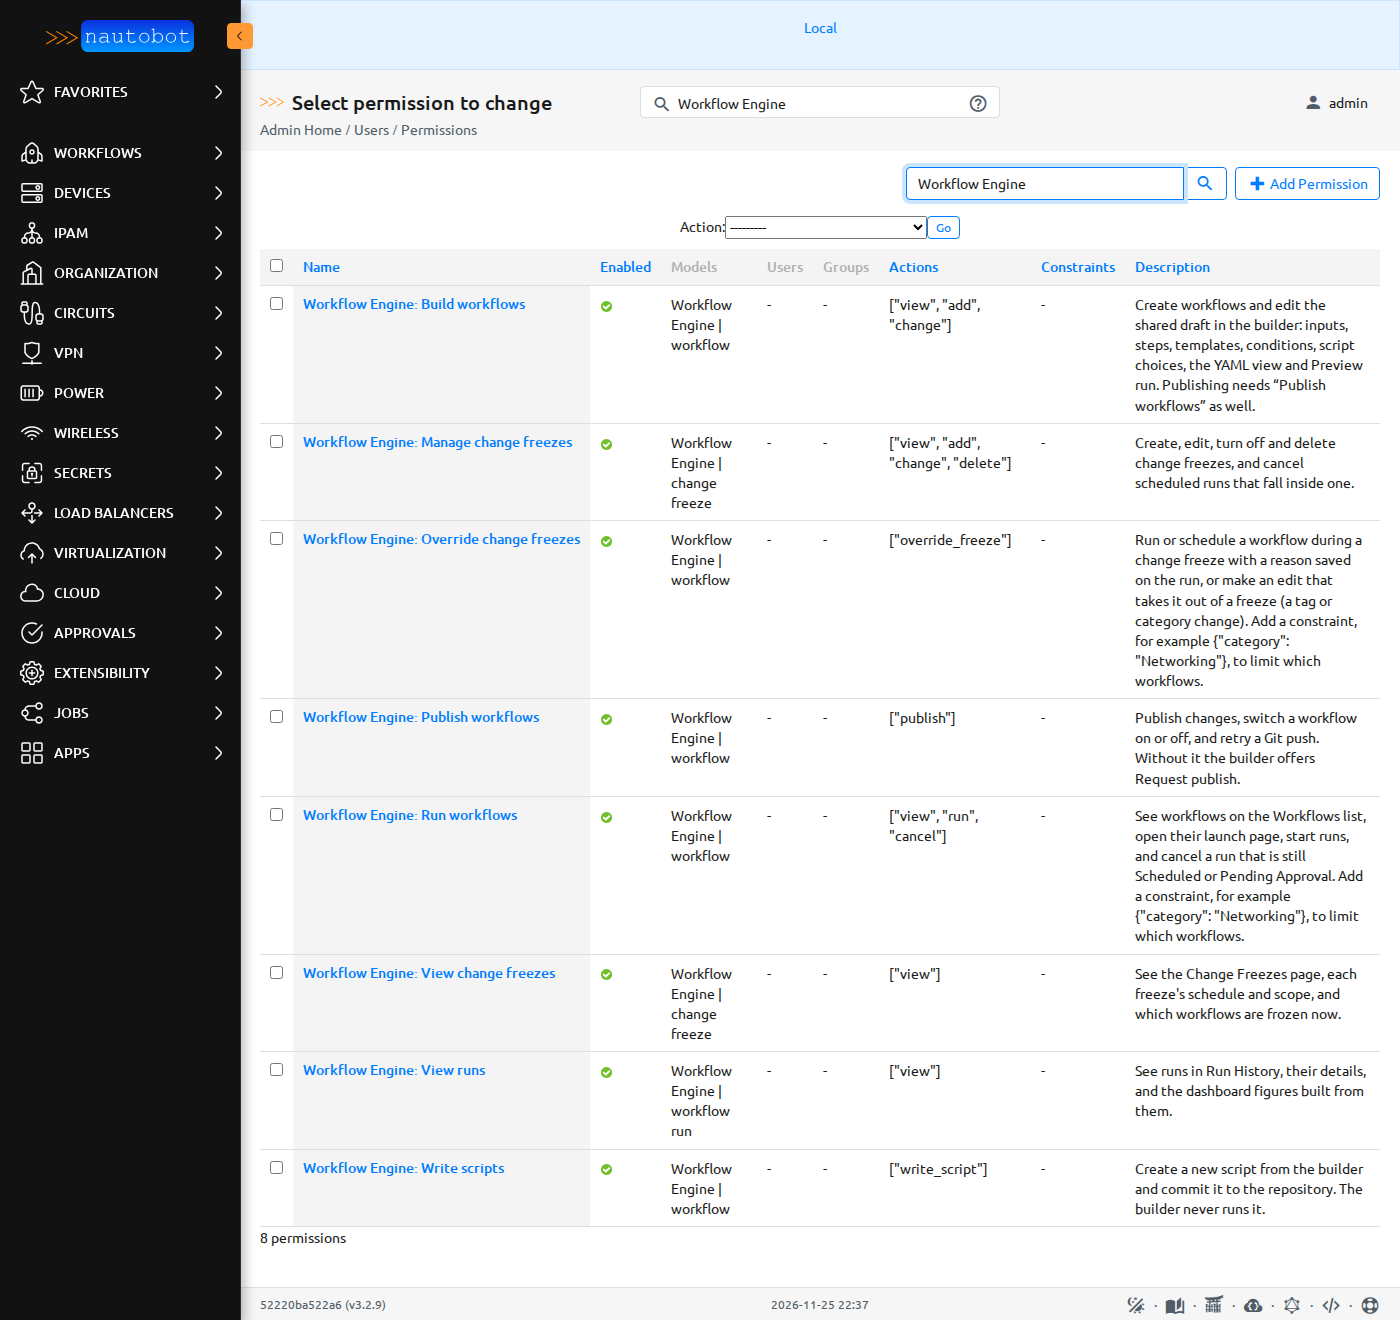 >>> nautobot
FAVORITES
WORKFLOWS
DEVICES
IPAM
ORGANIZATION
CIRCUITS
VPN
POWER
WIRELESS
SECRETS
LOAD BALANCERS
VIRTUALIZATION
CLOUD
APPROVALS
EXTENSIBILITY
JOBS
APPS
Local
>>> Select permission to change
Workflow Engine
admin
Admin Home / Users / Permissions
Workflow Engine
Add Permission
Action: --------- Go
Name Enabled Models Users Groups Actions Constraints Description
Workflow Engine: Build workflows
Workflow
Engine |
workflow
-
-
["view", "add",
"change"]
-
Create workflows and edit the
shared draft in the builder: inputs,
steps, templates, conditions, script
choices, the YAML view and Preview
run. Publishing needs “Publish
workflows” as well.
Workflow Engine: Manage change freezes
Workflow
Engine |
change
freeze
-
-
["view", "add",
"change", "delete"]
-
Create, edit, turn off and delete
change freezes, and cancel
scheduled runs that fall inside one.
Workflow Engine: Override change freezes
Workflow
Engine |
workflow
-
-
["override_freeze"]
-
Run or schedule a workflow during a
change freeze with a reason saved
on the run, or make an edit that
takes it out of a freeze (a tag or
category change). Add a constraint,
for example {"category":
"Networking"}, to limit which
workflows.
Workflow Engine: Publish workflows
Workflow
Engine |
workflow
-
-
["publish"]
-
Publish changes, switch a workflow
on or off, and retry a Git push.
Without it the builder offers
Request publish.
Workflow Engine: Run workflows
Workflow
Engine |
workflow
-
-
["view", "run",
"cancel"]
-
See workflows on the Workflows list,
open their launch page, start runs,
and cancel a run that is still
Scheduled or Pending Approval. Add
a constraint, for example
{"category": "Networking"}, to limit
which workflows.
Workflow Engine: View change freezes
Workflow
Engine |
change
freeze
-
-
["view"]
-
See the Change Freezes page, each
freeze's schedule and scope, and
which workflows are frozen now.
Workflow Engine: View runs
Workflow
Engine |
workflow
run
-
-
["view"]
-
See runs in Run History, their details,
and the dashboard figures built from
them.
Workflow Engine: Write scripts
Workflow
Engine |
workflow
-
-
["write_script"]
-
Create a new script from the builder
and commit it to the repository. The
builder never runs it.
8 permissions
52220ba522a6 (v3.2.9)
2026-11-25 22:37